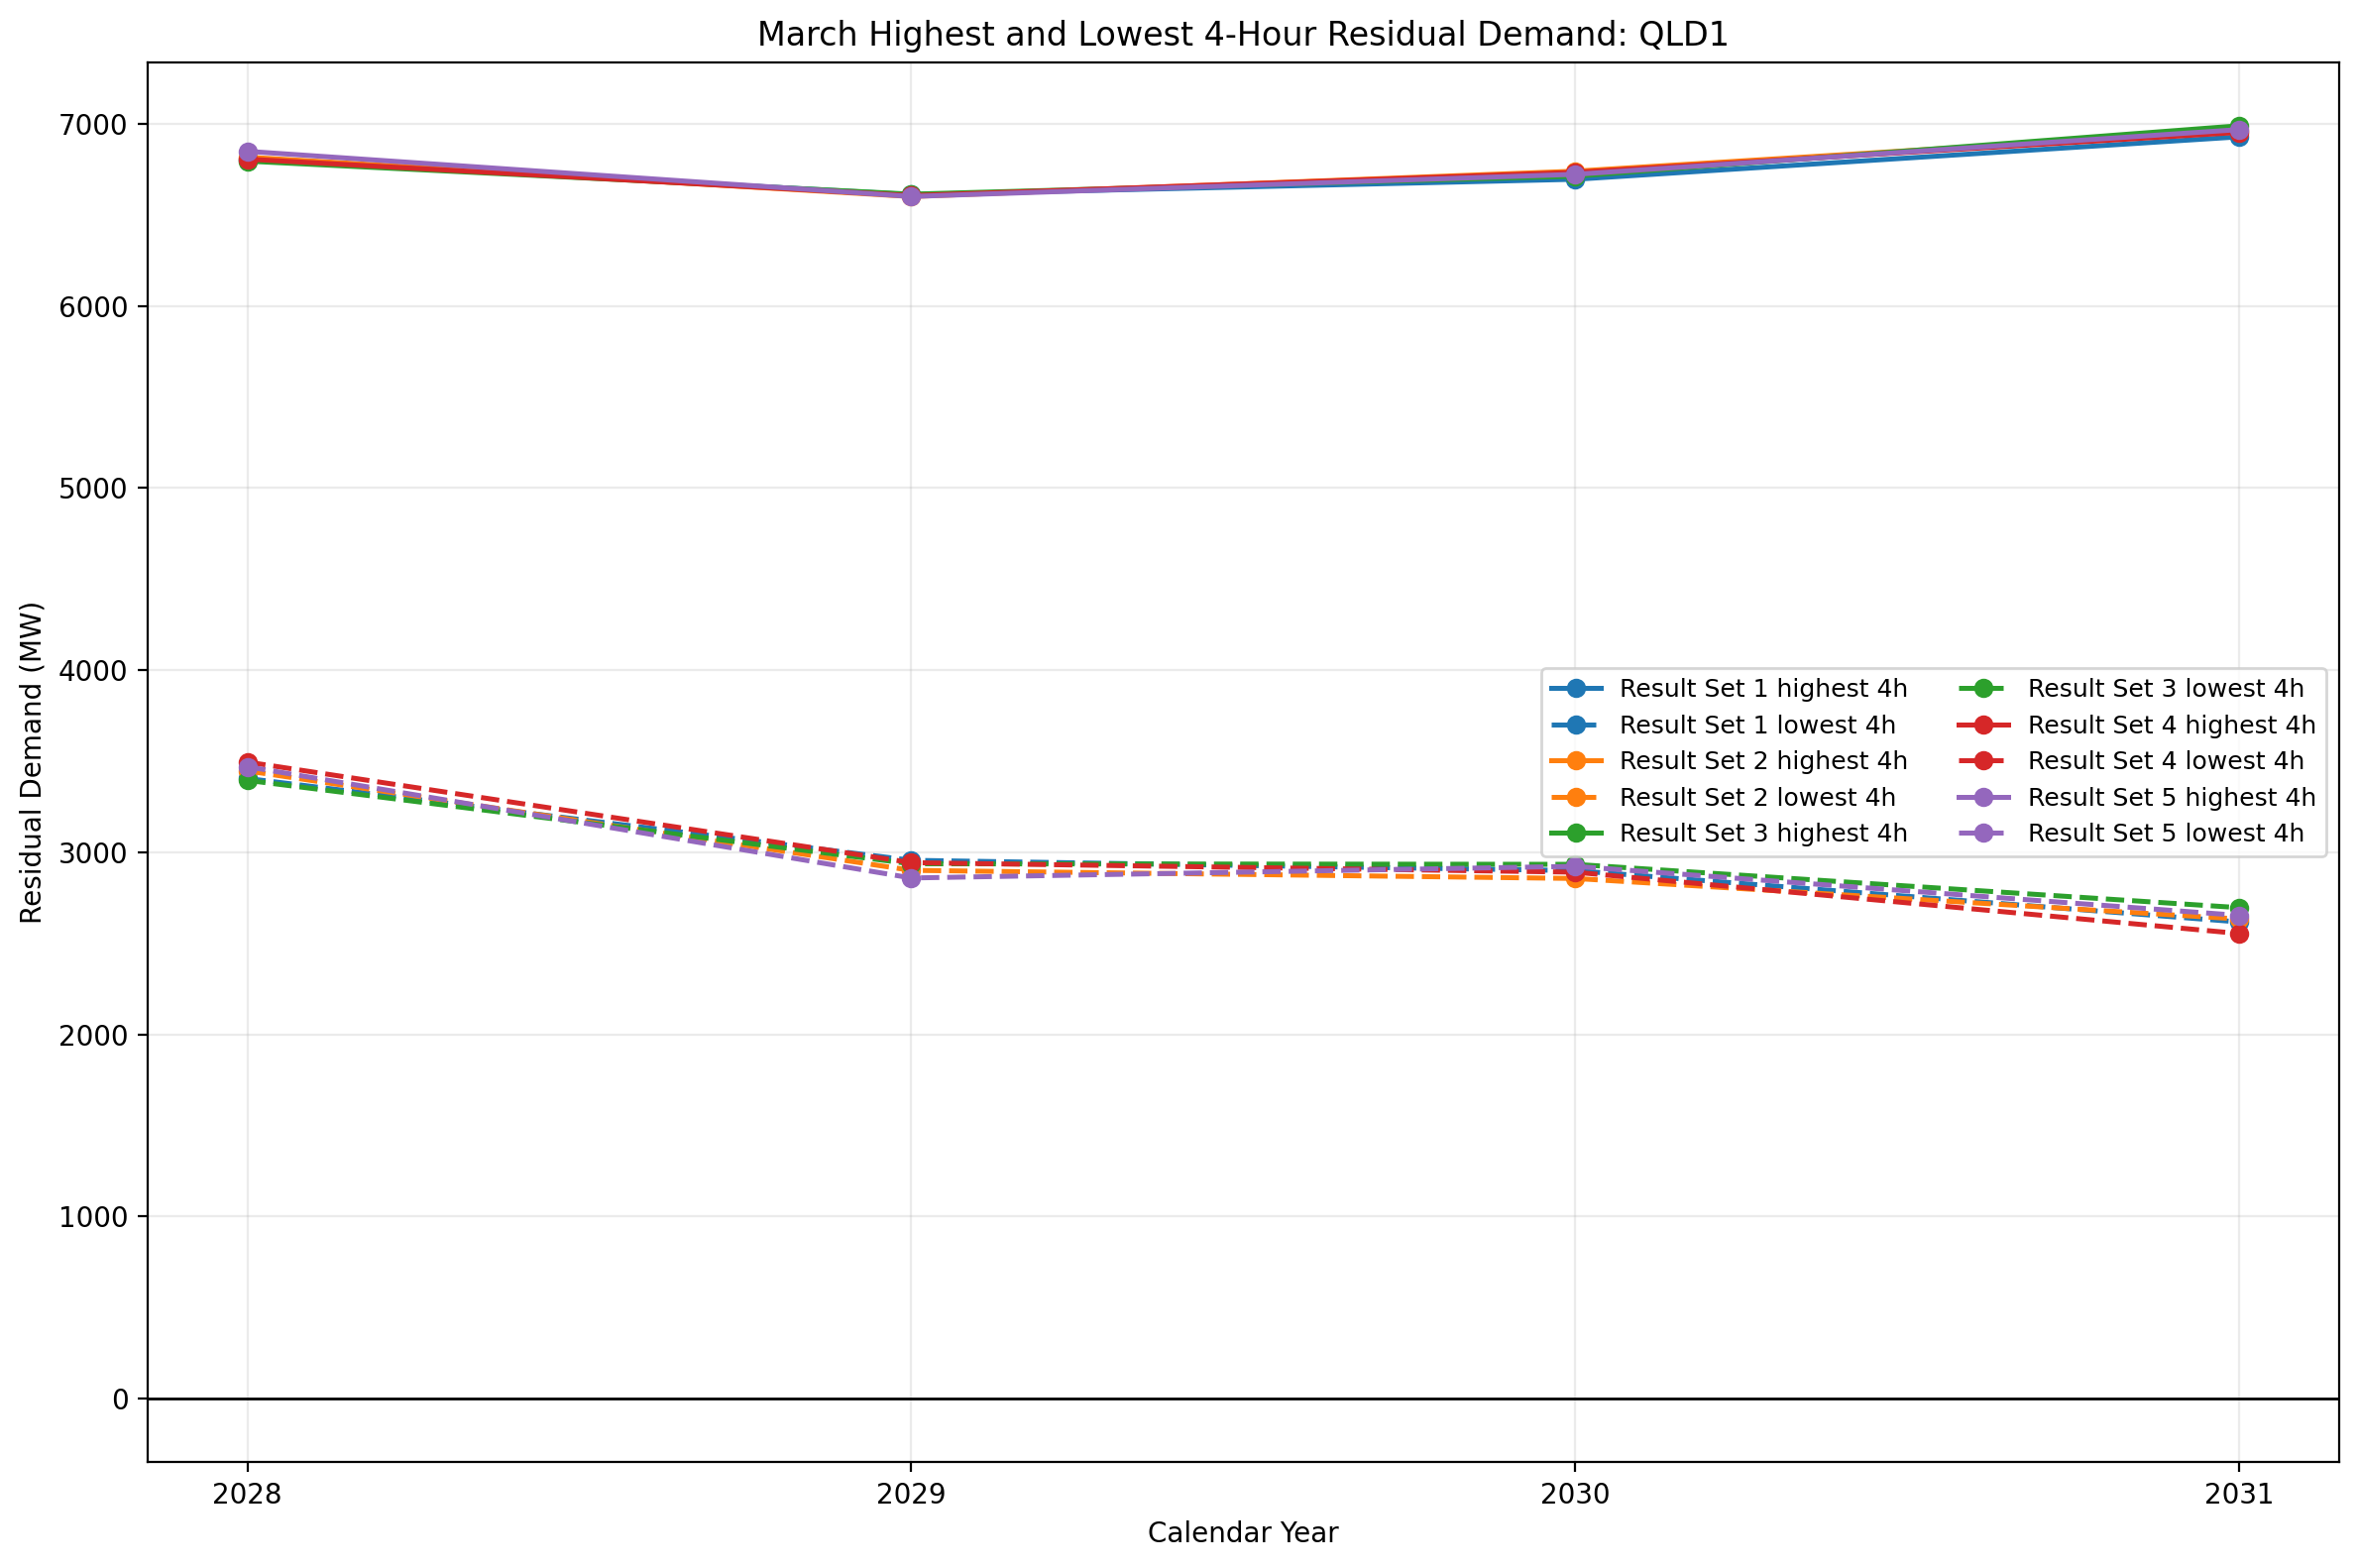 March Highest and Lowest 4-Hour Residual Demand: QLD1
Residual Demand (MW)
7000
6000
5000
4000
3000
2000
1000
0
Result Set 1 highest 4h
Result Set 1 lowest 4h
Result Set 2 highest 4h
Result Set 2 lowest 4h
Result Set 3 highest 4h
Result Set 3 lowest 4h
Result Set 4 highest 4h
Result Set 4 lowest 4h
Result Set 5 highest 4h
Result Set 5 lowest 4h
2028
2029
2030
2031
Calendar Year